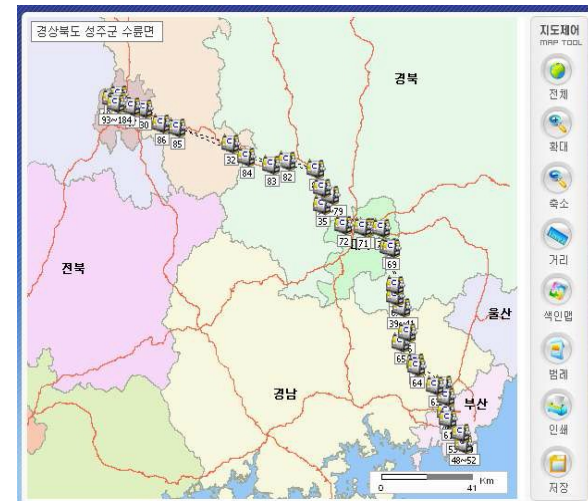 경상북도 성주군 수륜면
지도제어
MAP TOOL
전체
확대
축소
거리
색인맵
범례
인쇄
저장
경북
93~184
30
86
85
32
84
83
82
~79
35
72
71
69
전북
울산
39~41
65
64
경남
부산
61
53
48~52
Km
0
41